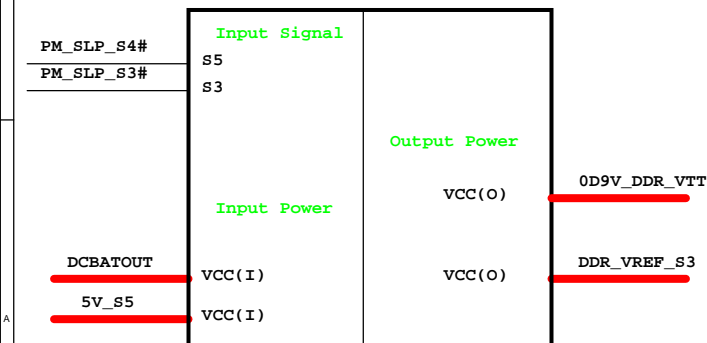 Input Signal
PM_SLP_S4#
S5
PM_SLP_S3#
S3
Output Power
0D9V_DDR_VTT
VCC(O)
Input Power
DCBATOUT
VCC(I)
VCC(O)
DDR_VREF_S3
5V_S5
VCC(I)
A